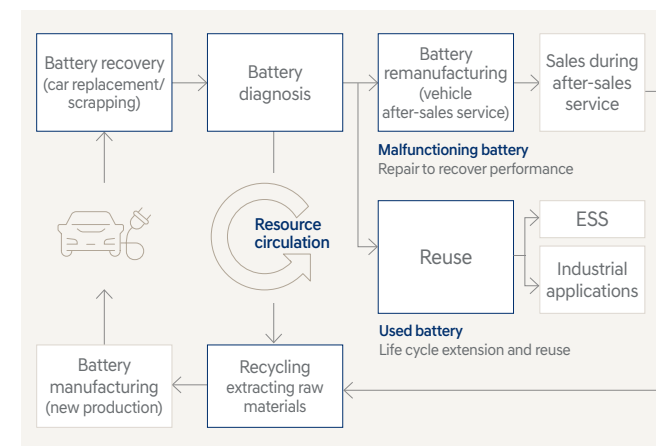 Battery recovery
(car replacement/
scrapping)
Battery
diagnosis
Battery
remanufacturing
(vehicle
after-sales service)
Sales during
after-sales
service
Malfunctioning battery
Repair to recover performance
Resource
circulation
Reuse
ESS
Industrial
applications
Used battery
Life cycle extension and reuse
Battery
manufacturing
(new production)
Recycling
extracting raw
materials